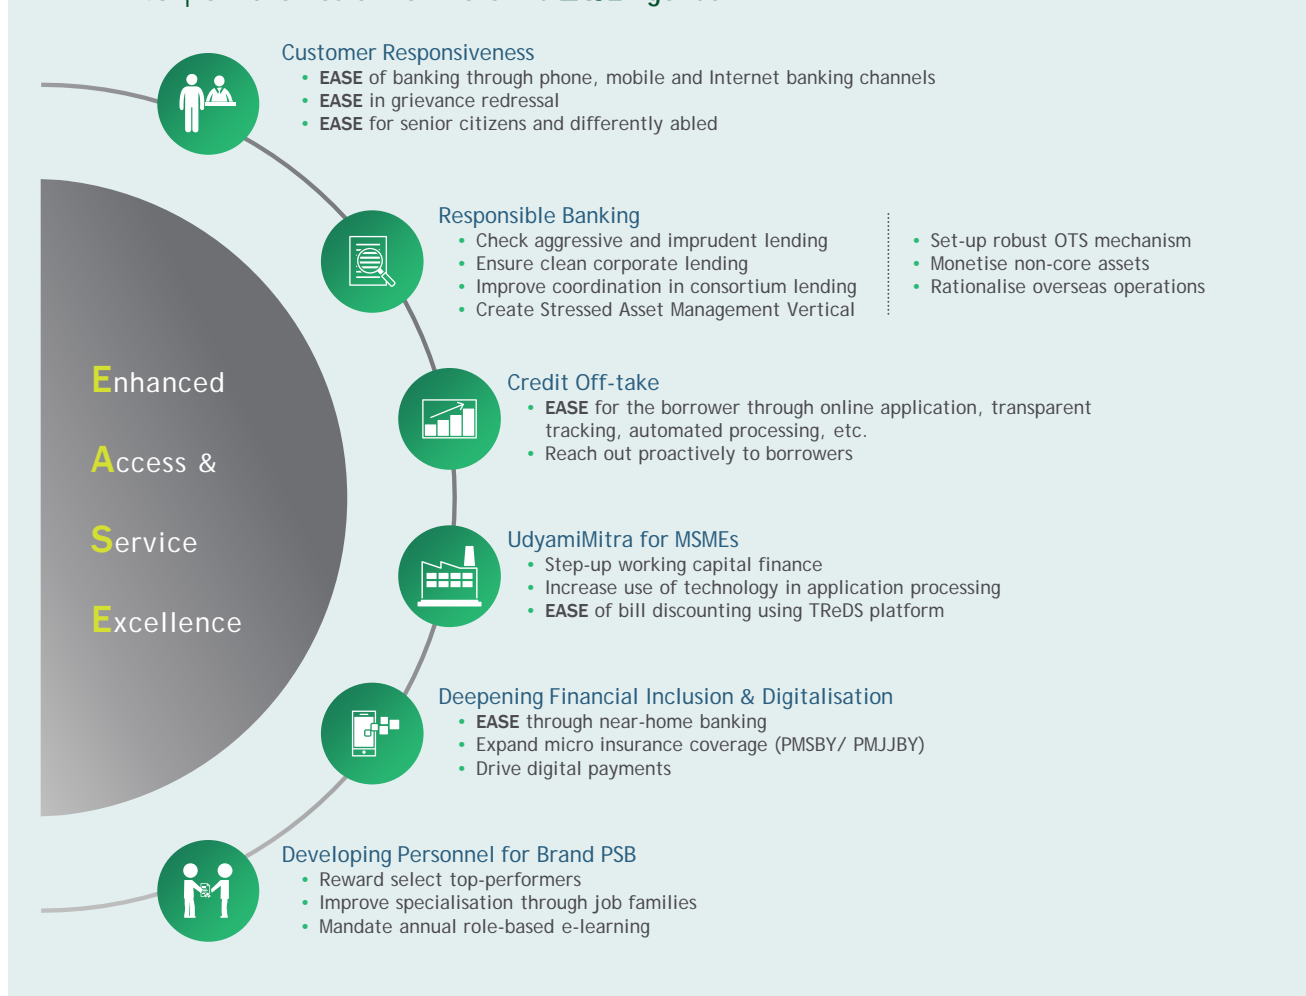 Customer Responsiveness
• EASE of banking through phone, mobile and Internet banking channels
• EASE in grievance redressal
• EASE for senior citizens and differently abled
Responsible Banking
• Check aggressive and imprudent lending
• Ensure clean corporate lending
• Improve coordination in consortium lending
• Create Stressed Asset Management Vertical
• Set-up robust OTS mechanism
• Monetise non-core assets
• Rationalise overseas operations
Enhanced
Access &
Service
Excellence
Credit Off-take
• EASE for the borrower through online application, transparent
tracking, automated processing, etc.
• Reach out proactively to borrowers
UdyamiMitra for MSMEs
• Step-up working capital finance
• Increase use of technology in application processing
• EASE of bill discounting using TReDS platform
Deepening Financial Inclusion & Digitalisation
• EASE through near-home banking
• Expand micro insurance coverage (PMSBY/ PMJJBY)
• Drive digital payments
Developing Personnel for Brand PSB
• Reward select top-performers
• Improve specialisation through job families
• Mandate annual role-based e-learning